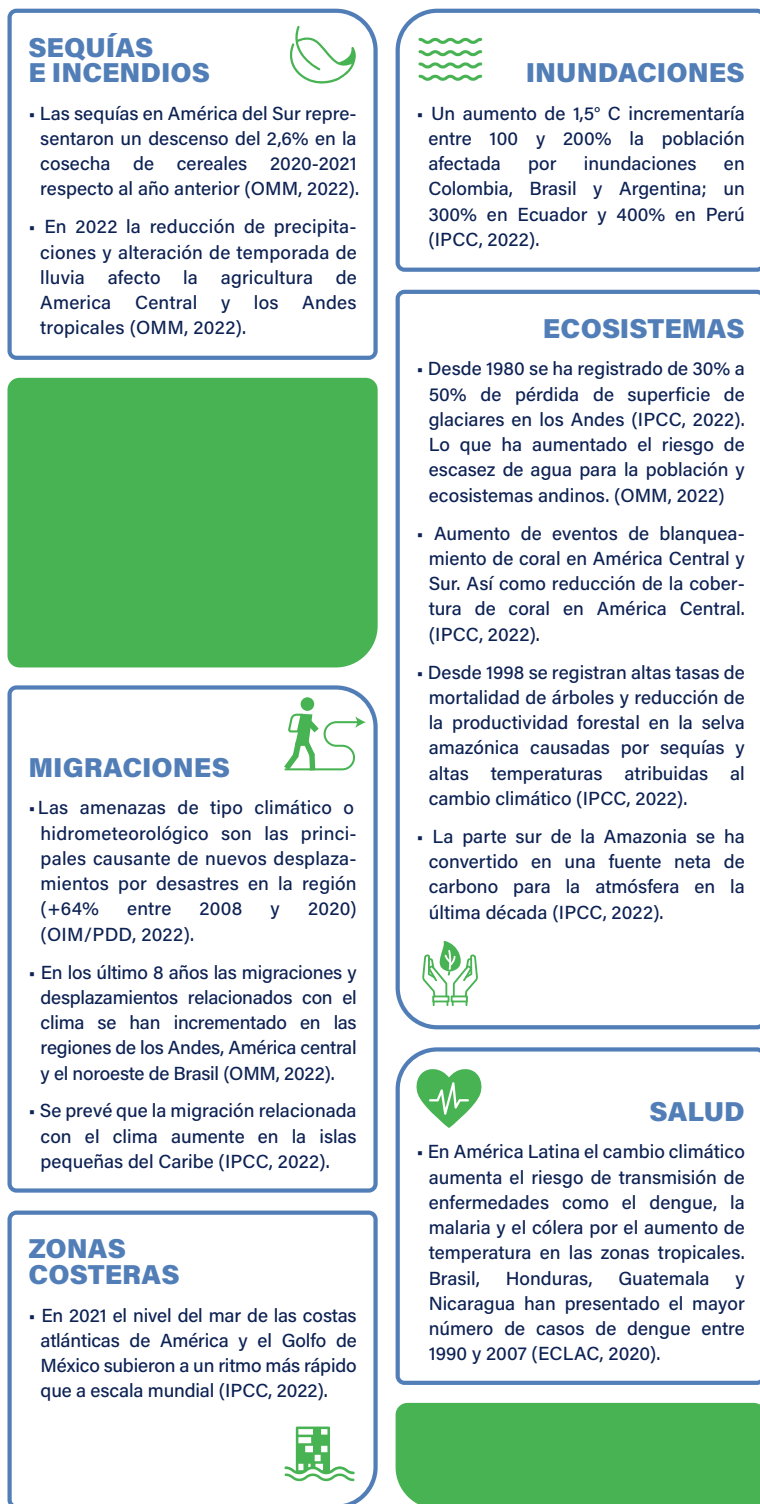 SEQUÍAS
E INCENDIOS
▪ Las sequías en América del Sur repre-
sentaron un descenso del 2,6% en la
cosecha de cereales 2020-2021
respecto al año anterior (OMM, 2022).
▪ En 2022 la reducción de precipita-
ciones y alteración de temporada de
lluvia afecto la agricultura de
America Central y los Andes
tropicales (OMM, 2022).
MIGRACIONES
▪ Las amenazas de tipo climático o
hidrometeorológico son las princi-
pales causante de nuevos desplaza-
mientos por desastres en la región
(+64% entre 2008 y 2020)
(OIM/PDD, 2022).
▪ En los último 8 años las migraciones y
desplazamientos relacionados con el
clima se han incrementado en las
regiones de los Andes, América central
y el noroeste de Brasil (OMM, 2022).
▪ Se prevé que la migración relacionada
con el clima aumente en la islas
pequeñas del Caribe (IPCC, 2022).
ZONAS
COSTERAS
▪ En 2021 el nivel del mar de las costas
atlánticas de América y el Golfo de
México subieron a un ritmo más rápido
que a escala mundial (IPCC, 2022).
INUNDACIONES
▪ Un aumento de 1,5° C incrementaría
entre 100 y 200% la población
afectada por inundaciones en
Colombia, Brasil y Argentina; un
300% en Ecuador y 400% en Perú
(IPCC, 2022).
ECOSISTEMAS
▪ Desde 1980 se ha registrado de 30% a
50% de pérdida de superficie de
glaciares en los Andes (IPCC, 2022).
Lo que ha aumentado el riesgo de
escasez de agua para la población y
ecosistemas andinos. (OMM, 2022)
▪ Aumento de eventos de blanquea-
miento de coral en América Central y
Sur. Así como reducción de la cober-
tura de coral en América Central.
(IPCC, 2022).
▪ Desde 1998 se registran altas tasas de
mortalidad de árboles y reducción de
la productividad forestal en la selva
amazónica causadas por sequías y
altas temperaturas atribuidas al
cambio climático (IPCC, 2022).
▪ La parte sur de la Amazonia se ha
convertido en una fuente neta de
carbono para la atmósfera en la
última década (IPCC, 2022).
SALUD
▪ En América Latina el cambio climático
aumenta el riesgo de transmisión de
enfermedades como el dengue, la
malaria y el cólera por el aumento de
temperatura en las zonas tropicales.
Brasil, Honduras, Guatemala y
Nicaragua han presentado el mayor
número de casos de dengue entre
1990 y 2007 (ECLAC, 2020).